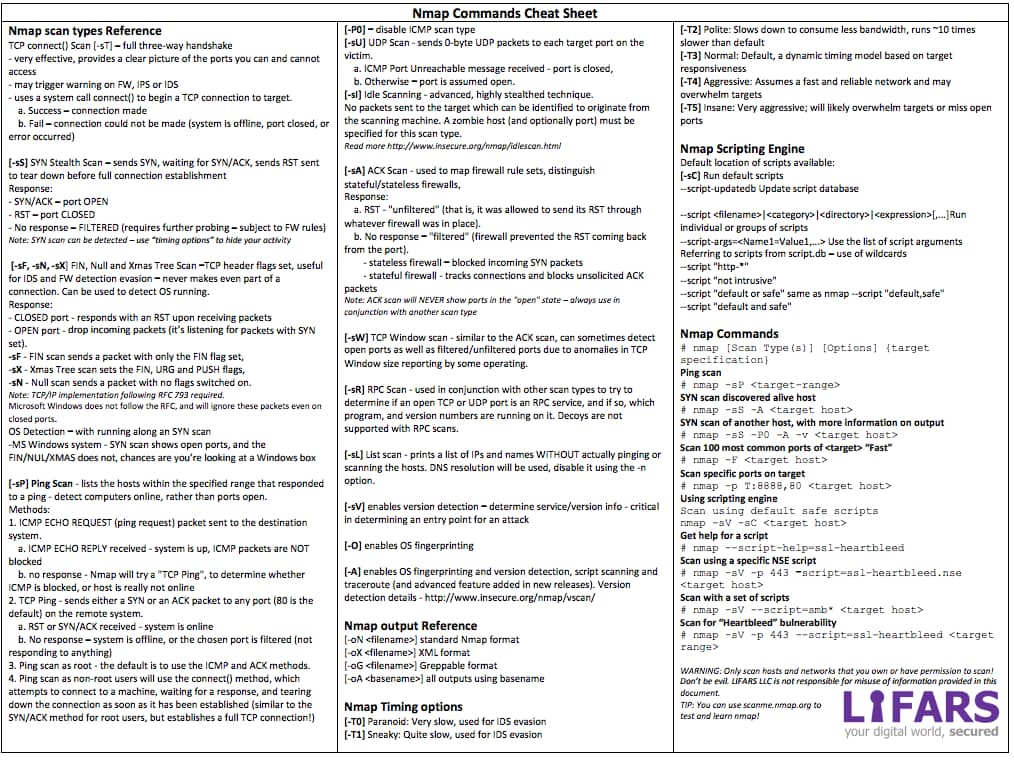 Nmap Commands Cheat Sheet
Nmap scan types Reference
TCP connect() Scan [-sT] – full three-way handshake
- very effective, provides a clear picture of the ports you can and cannot
access
- may trigger warning on FW, IPS or IDS
- uses a system call connect() to begin a TCP connection to target.
a. Success – connection made
b. Fail – connection could not be made (system is offline, port closed, or
error occurred)
[-sS] SYN Stealth Scan – sends SYN, waiting for SYN/ACK, sends RST sent
to tear down before full connection establishment
Response:
- SYN/ACK – port OPEN
- RST – port CLOSED
- No response – FILTERED (requires further probing – subject to FW rules)
Note: SYN scan can be detected – use "timing options" to hide your activity
[-sF, -sN, -sX] FIN, Null and Xmas Tree Scan –TCP header flags set, useful
for IDS and FW detection evasion – never makes even part of a
connection. Can be used to detect OS running.
Response:
- CLOSED port - responds with an RST upon receiving packets
- OPEN port - drop incoming packets (it's listening for packets with SYN
set).
-sF - FIN scan sends a packet with only the FIN flag set,
-sX - Xmas Tree scan sets the FIN, URG and PUSH flags,
-sN - Null scan sends a packet with no flags switched on.
Note: TCP/IP implementation following RFC 793 required.
Microsoft Windows does not follow the RFC, and will ignore these packets even on
closed ports.
OS Detection – with running along an SYN scan
-MS Windows system - SYN scan shows open ports, and the
FIN/NUL/XMAS does not, chances are you're looking at a Windows box
[-sP] Ping Scan - lists the hosts within the specified range that responded
to a ping - detect computers online, rather than ports open.
Methods:
1. ICMP ECHO REQUEST (ping request) packet sent to the destination
system.
a. ICMP ECHO REPLY received - system is up, ICMP packets are NOT
blocked
b. no response - Nmap will try a "TCP Ping", to determine whether
ICMP is blocked, or host is really not online
2. TCP Ping - sends either a SYN or an ACK packet to any port (80 is the
default) on the remote system.
a. RST or SYN/ACK received - system is online
b. No response – system is offline, or the chosen port is filtered (not
responding to anything)
3. Ping scan as root - the default is to use the ICMP and ACK methods.
4. Ping scan as non-root users will use the connect() method, which
attempts to connect to a machine, waiting for a response, and tearing
down the connection as soon as it has been established (similar to the
SYN/ACK method for root users, but establishes a full TCP connection!)
[-P0] – disable ICMP scan type
[-sU] UDP Scan - sends 0-byte UDP packets to each target port on the
victim.
a. ICMP Port Unreachable message received - port is closed,
b. Otherwise – port is assumed open.
[-sI] Idle Scanning - advanced, highly stealthed technique.
No packets sent to the target which can be identified to originate from
the scanning machine. A zombie host (and optionally port) must be
specified for this scan type.
Read more http://www.insecure.org/nmap/idlescan.html
[-sA] ACK Scan - used to map firewall rule sets, distinguish
stateful/stateless firewalls,
Response:
a. RST - "unfiltered" (that is, it was allowed to send its RST through
whatever firewall was in place).
b. No response – "filtered" (firewall prevented the RST coming back
from the port).
- stateless firewall – blocked incoming SYN packets
- stateful firewall - tracks connections and blocks unsolicited ACK
packets
Note: ACK scan will NEVER show ports in the "open" state – always use in
conjunction with another scan type
[-sW] TCP Window scan - similar to the ACK scan, can sometimes detect
open ports as well as filtered/unfiltered ports due to anomalies in TCP
Window size reporting by some operating.
[-sR] RPC Scan - used in conjunction with other scan types to try to
determine if an open TCP or UDP port is an RPC service, and if so, which
program, and version numbers are running on it. Decoys are not
supported with RPC scans.
[-sL] List scan - prints a list of IPs and names WITHOUT actually pinging or
scanning the hosts. DNS resolution will be used, disable it using the -n
option.
[-sV] enables version detection – determine service/version info - critical
in determining an entry point for an attack
[-O] enables OS fingerprinting
[-A] enables OS fingerprinting and version detection, script scanning and
traceroute (and advanced feature added in new releases). Version
detection details - http://www.insecure.org/nmap/vscan/
Nmap output Reference
[-oN <filename>] standard Nmap format
[-oX <filename>] XML format
[-oG <filename>] Greppable format
[-oA <basename>] all outputs using basename
Nmap Timing options
[-T0] Paranoid: Very slow, used for IDS evasion
[-T1] Sneaky: Quite slow, used for IDS evasion
[-T2] Polite: Slows down to consume less bandwidth, runs ~10 times
slower than default
[-T3] Normal: Default, a dynamic timing model based on target
responsiveness
[-T4] Aggressive: Assumes a fast and reliable network and may
overwhelm targets
[-T5] Insane: Very aggressive; will likely overwhelm targets or miss open
ports
Nmap Scripting Engine
Default location of scripts available:
[-sC] Run default scripts
--script-updatedb Update script database
--script <filename>|<category>|<directory>|<expression>[,...]Run
individual or groups of scripts
--script-args=<Name1=Value1,...> Use the list of script arguments
Referring to scripts from script.db – use of wildcards
--script "http-*"
--script "not intrusive"
--script "default or safe" same as nmap --script "default,safe"
--script "default and safe"
Nmap Commands
# nmap [Scan Type(s)] [Options] {target
specification}
Ping scan
# nmap -sP <target-range>
SYN scan discovered alive host
# nmap -sS -A <target host>
SYN scan of another host, with more information on output
# nmap -sS -P0 -A -v <target host>
Scan 100 most common ports of <target> "Fast"
# nmap -F <target host>
Scan specific ports on target
# nmap -p T:8888,80 <target host>
Using scripting engine
Scan using default safe scripts
nmap -sV -sC <target host>
Get help for a script
# nmap --script-help=ssl-heartbleed
Scan using a specific NSE script
# nmap -sV -p 443 –script=ssl-heartbleed.nse
<target host>
Scan with a set of scripts
# nmap -sV --script=smb* <target host>
Scan for "Heartbleed" bulnerability
# nmap -sV -p 443 --script=ssl-heartbleed <target
range>
WARNING: Only scan hosts and networks that you own or have permission to scan!
Don't be evil. LIFARS LLC is not responsible for misuse of information provided in this
document.
TIP: You can use scanme.nmap.org to
test and learn nmap!
LIFARS
your digital world, secured